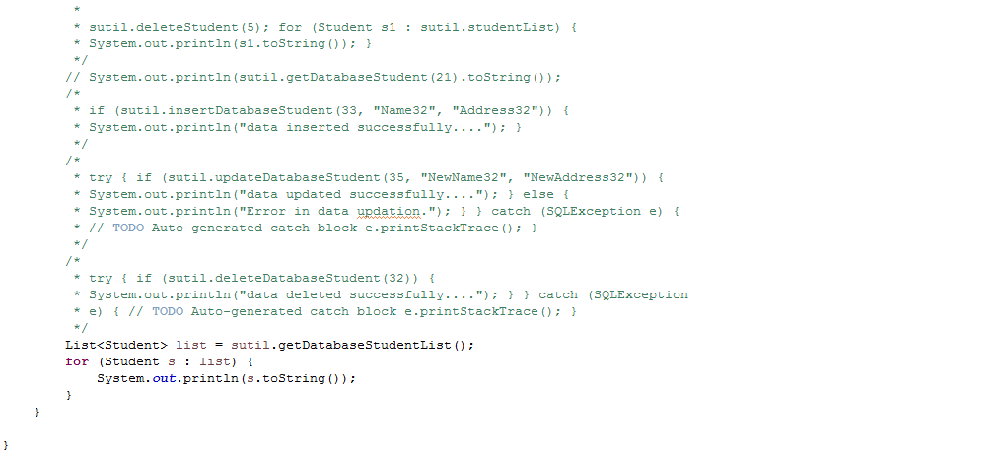 *
* sutil.deleteStudent(5); for (Student s1 : sutil.studentList) {
* System.out.println(s1.toString()); }
*/
// System.out.println(sutil.getDatabaseStudent(21).toString());
/*
* if (sutil.insertDatabaseStudent(33, "Name32", "Address32")) {
* System.out.println("data inserted successfully...."); }
*/
/*
* try { if (sutil.updateDatabaseStudent(35, "NewName32", "NewAddress32")) {
* System.out.println("data updated successfully...."); } else {
* System.out.println("Error in data updation."); } } catch (SQLException e) {
* // TODO Auto-generated catch block e.printStackTrace(); }
*/
/*
* try { if (sutil.deleteDatabaseStudent(32)) {
* System.out.println("data deleted successfully...."); } } catch (SQLException
* e) { // TODO Auto-generated catch block e.printStackTrace(); }
*/
List<Student> list = sutil.getDatabaseStudentList();
for (Student s : list) {
System.out.println(s.toString());
}
}
}